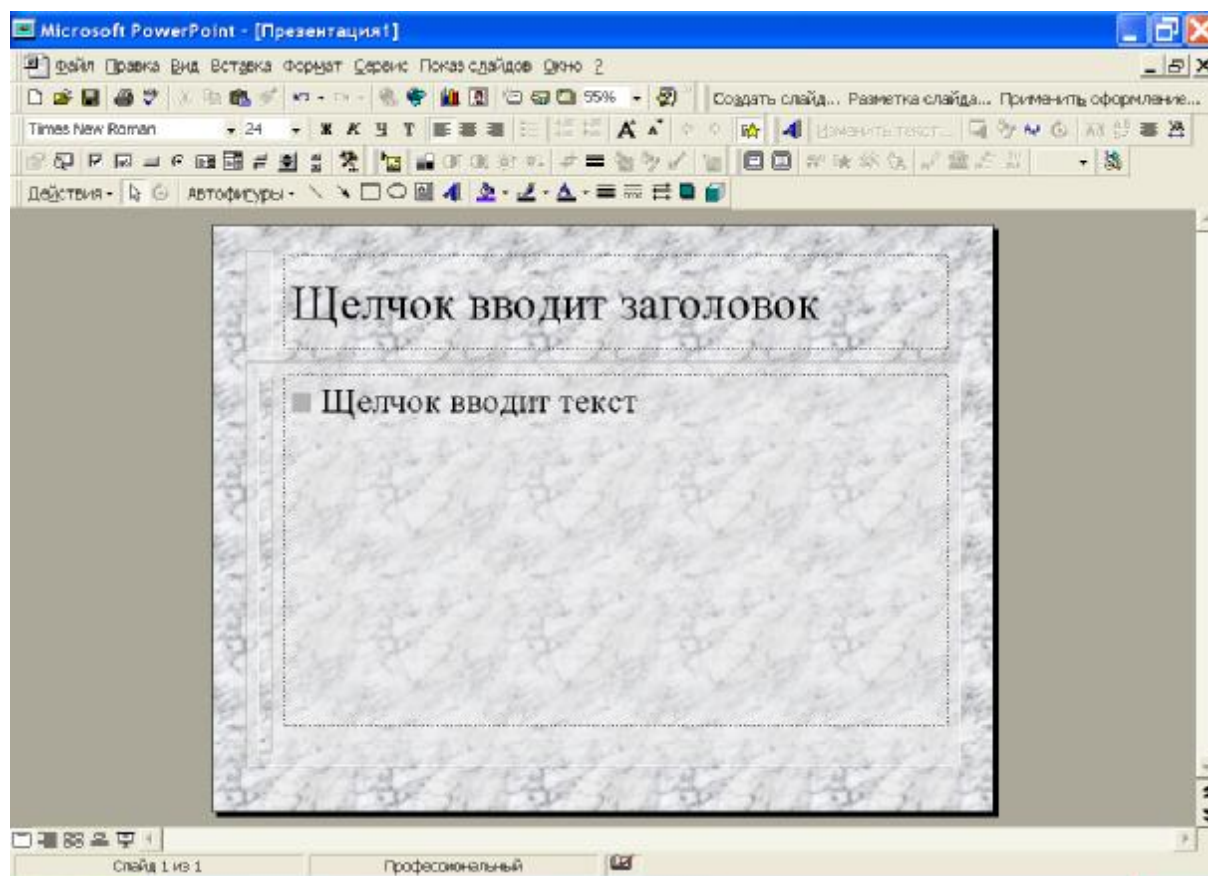 Microsoft PowerPoint - [Презентация1]
Файл Правка Вид Вставка Формат Сервис Показ слайдов Окно ?
55% Создать слайд... Разметка слайда... Применить оформление...
Times New Roman 24 Ж К Ч Т Изменить текст...
Действия Автофигуры
Щелчок вводит заголовок
Щелчок вводит текст
Слайд 1 из 1 Професиональный